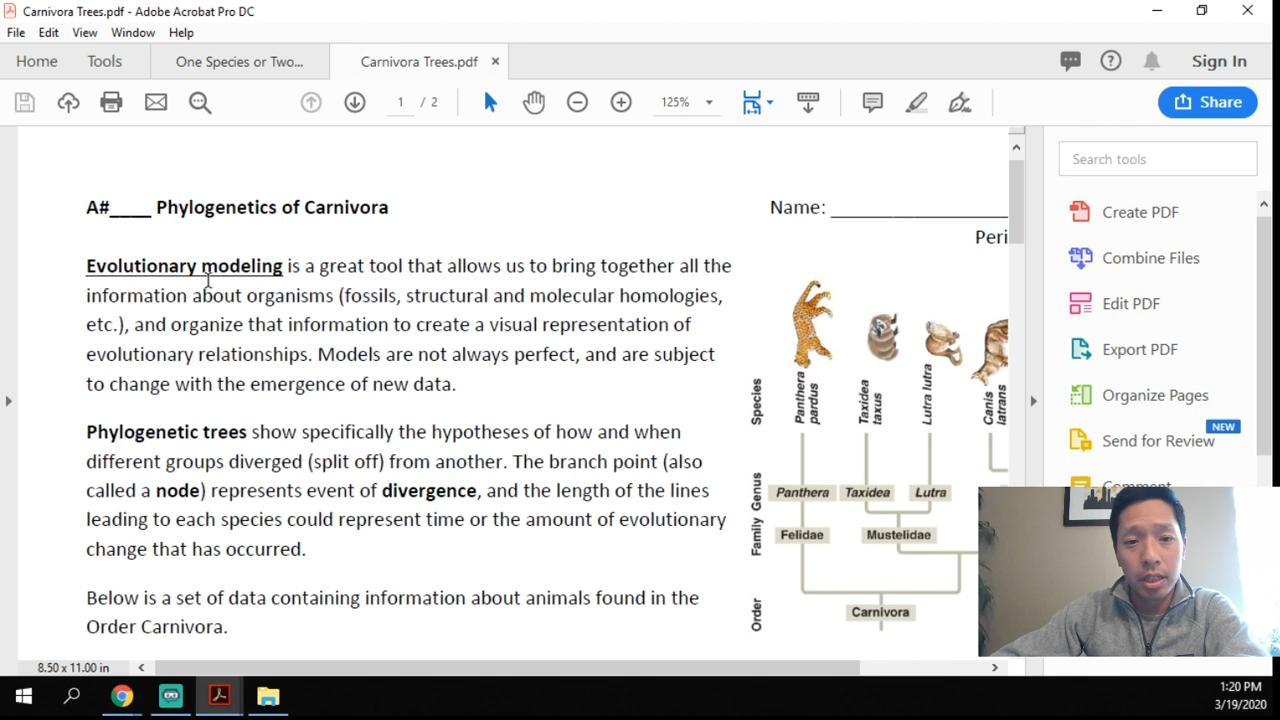 Carnivora Trees.pdf - Adobe Acrobat Pro DC
File Edit View Window Help
Home Tools One Species or Two... Carnivora Trees.pdf × Sign In
1 / 2 125% Share
Search tools
A#____ Phylogenetics of Carnivora Name: ___________________
Peri
Evolutionary modeling is a great tool that allows us to bring together all the
information about organisms (fossils, structural and molecular homologies,
etc.), and organize that information to create a visual representation of
evolutionary relationships. Models are not always perfect, and are subject
to change with the emergence of new data.
Phylogenetic trees show specifically the hypotheses of how and when
different groups diverged (split off) from another. The branch point (also
called a node) represents event of divergence, and the length of the lines
leading to each species could represent time or the amount of evolutionary
change that has occurred.
Below is a set of data containing information about animals found in the
Order Carnivora.
Species
Panthera
pardus
Taxidea
taxus
Lutra lutra
Canis
latrans
Genus
Panthera Taxidea Lutra
Family
Felidae Mustelidae
Order
Carnivora
Create PDF
Combine Files
Edit PDF
Export PDF
Organize Pages
NEW
Send for Review
Comment
8.50 x 11.00 in
1:20 PM
3/19/2020